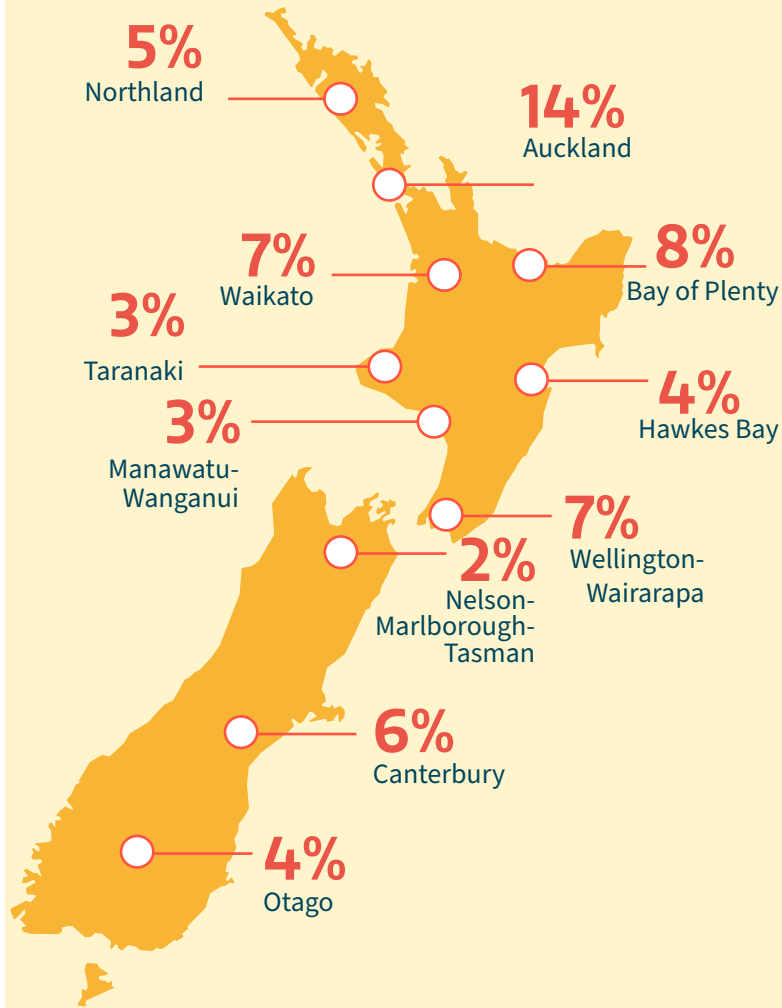 5%
Northland
14%
Auckland
7%
Waikato
8%
Bay of Plenty
3%
Taranaki
4%
Hawkes Bay
3%
Manawatu-
Wanganui
7%
Wellington-
Wairarapa
2%
Nelson-
Marlborough-
Tasman
6%
Canterbury
4%
Otago